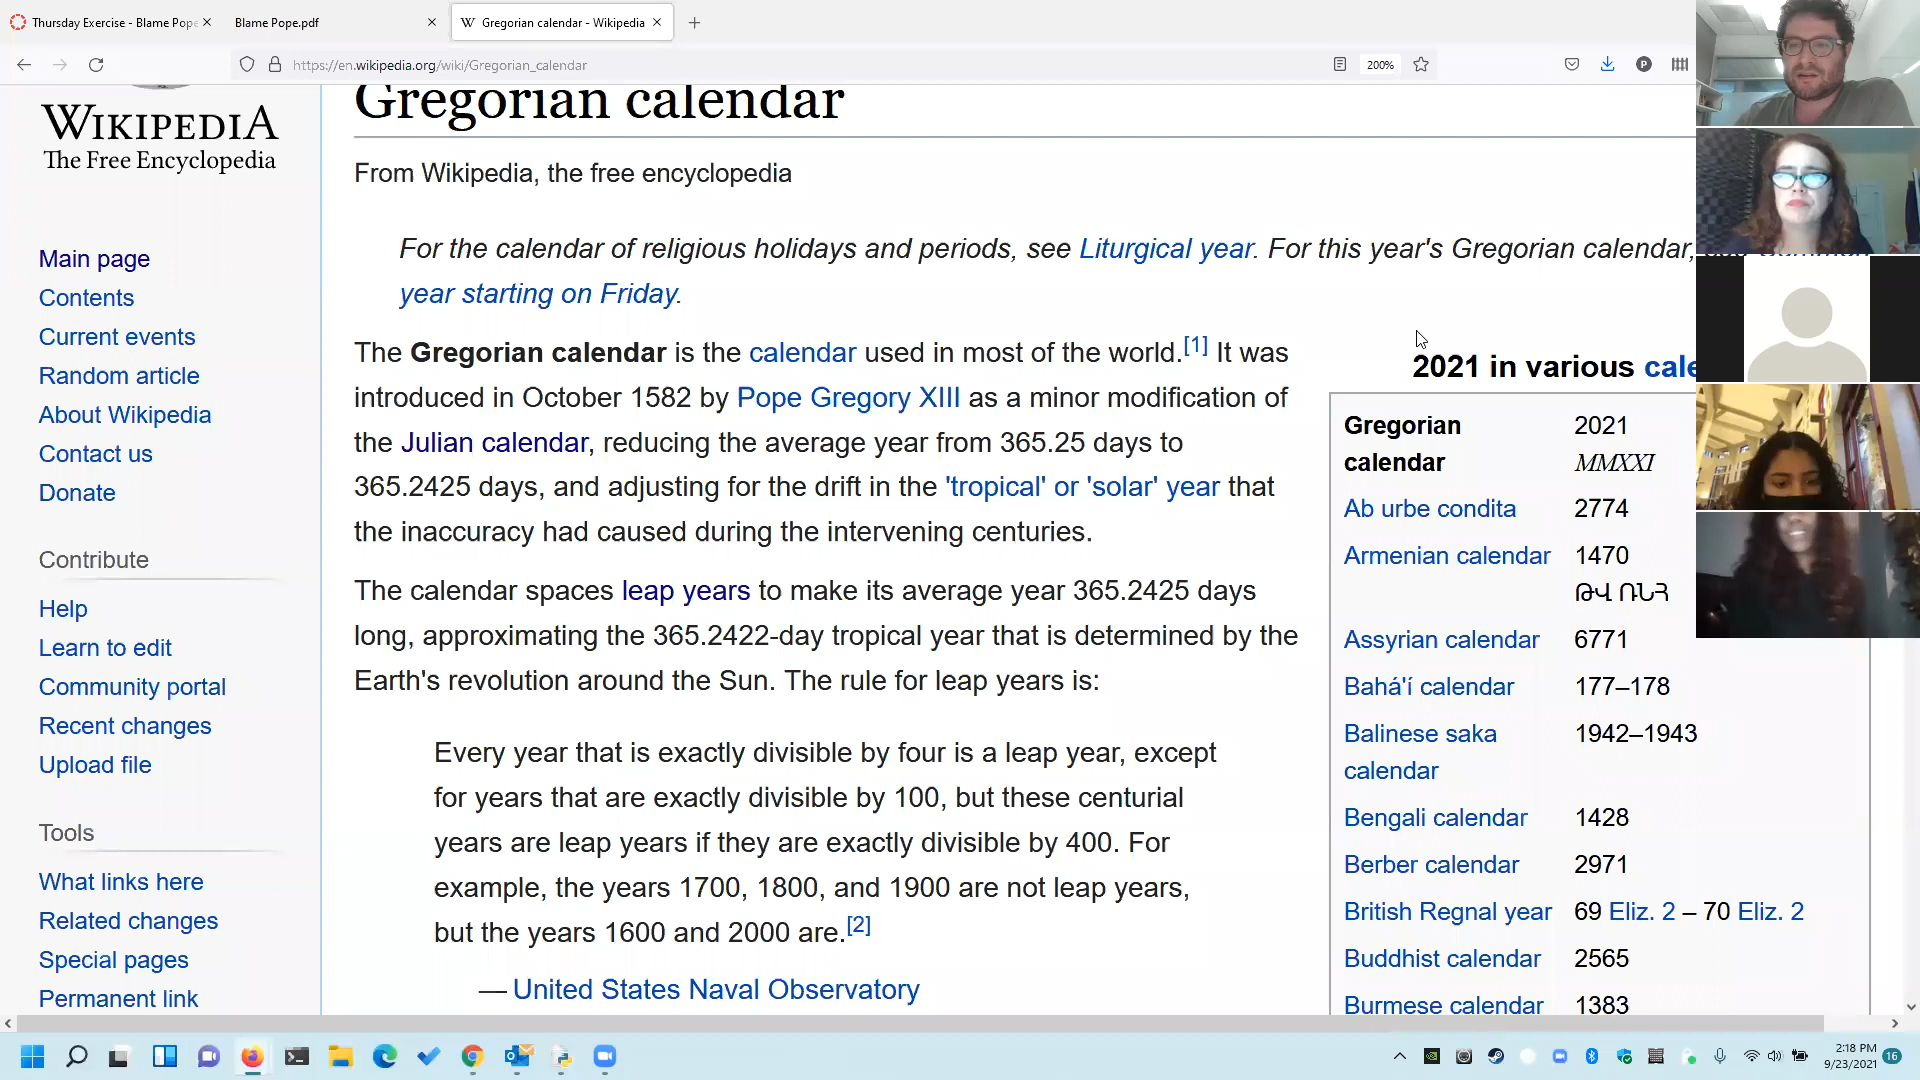 Thursday Exercise - Blame Pope
Blame Pope.pdf
Gregorian calendar - Wikipedia
https://en.wikipedia.org/wiki/Gregorian_calendar
200%
WIKIPEDIA
The Free Encyclopedia
Main page
Contents
Current events
Random article
About Wikipedia
Contact us
Donate
Contribute
Help
Learn to edit
Community portal
Recent changes
Upload file
Tools
What links here
Related changes
Special pages
Permanent link
Gregorian calendar
From Wikipedia, the free encyclopedia
For the calendar of religious holidays and periods, see Liturgical year. For this year's Gregorian calendar,
year starting on Friday.
The Gregorian calendar is the calendar used in most of the world.[1] It was
introduced in October 1582 by Pope Gregory XIII as a minor modification of
the Julian calendar, reducing the average year from 365.25 days to
365.2425 days, and adjusting for the drift in the 'tropical' or 'solar' year that
the inaccuracy had caused during the intervening centuries.
The calendar spaces leap years to make its average year 365.2425 days
long, approximating the 365.2422-day tropical year that is determined by the
Earth's revolution around the Sun. The rule for leap years is:
Every year that is exactly divisible by four is a leap year, except
for years that are exactly divisible by 100, but these centurial
years are leap years if they are exactly divisible by 400. For
example, the years 1700, 1800, and 1900 are not leap years,
but the years 1600 and 2000 are.[2]
— United States Naval Observatory
2021 in various cale
Gregorian 2021
calendar MMXXI
Ab urbe condita 2774
Armenian calendar 1470
ԹՎ ՌՆՀ
Assyrian calendar 6771
Bahá'í calendar 177–178
Balinese saka 1942–1943
calendar
Bengali calendar 1428
Berber calendar 2971
British Regnal year 69 Eliz. 2 – 70 Eliz. 2
Buddhist calendar 2565
Burmese calendar 1383
2:18 PM
9/23/2021
16